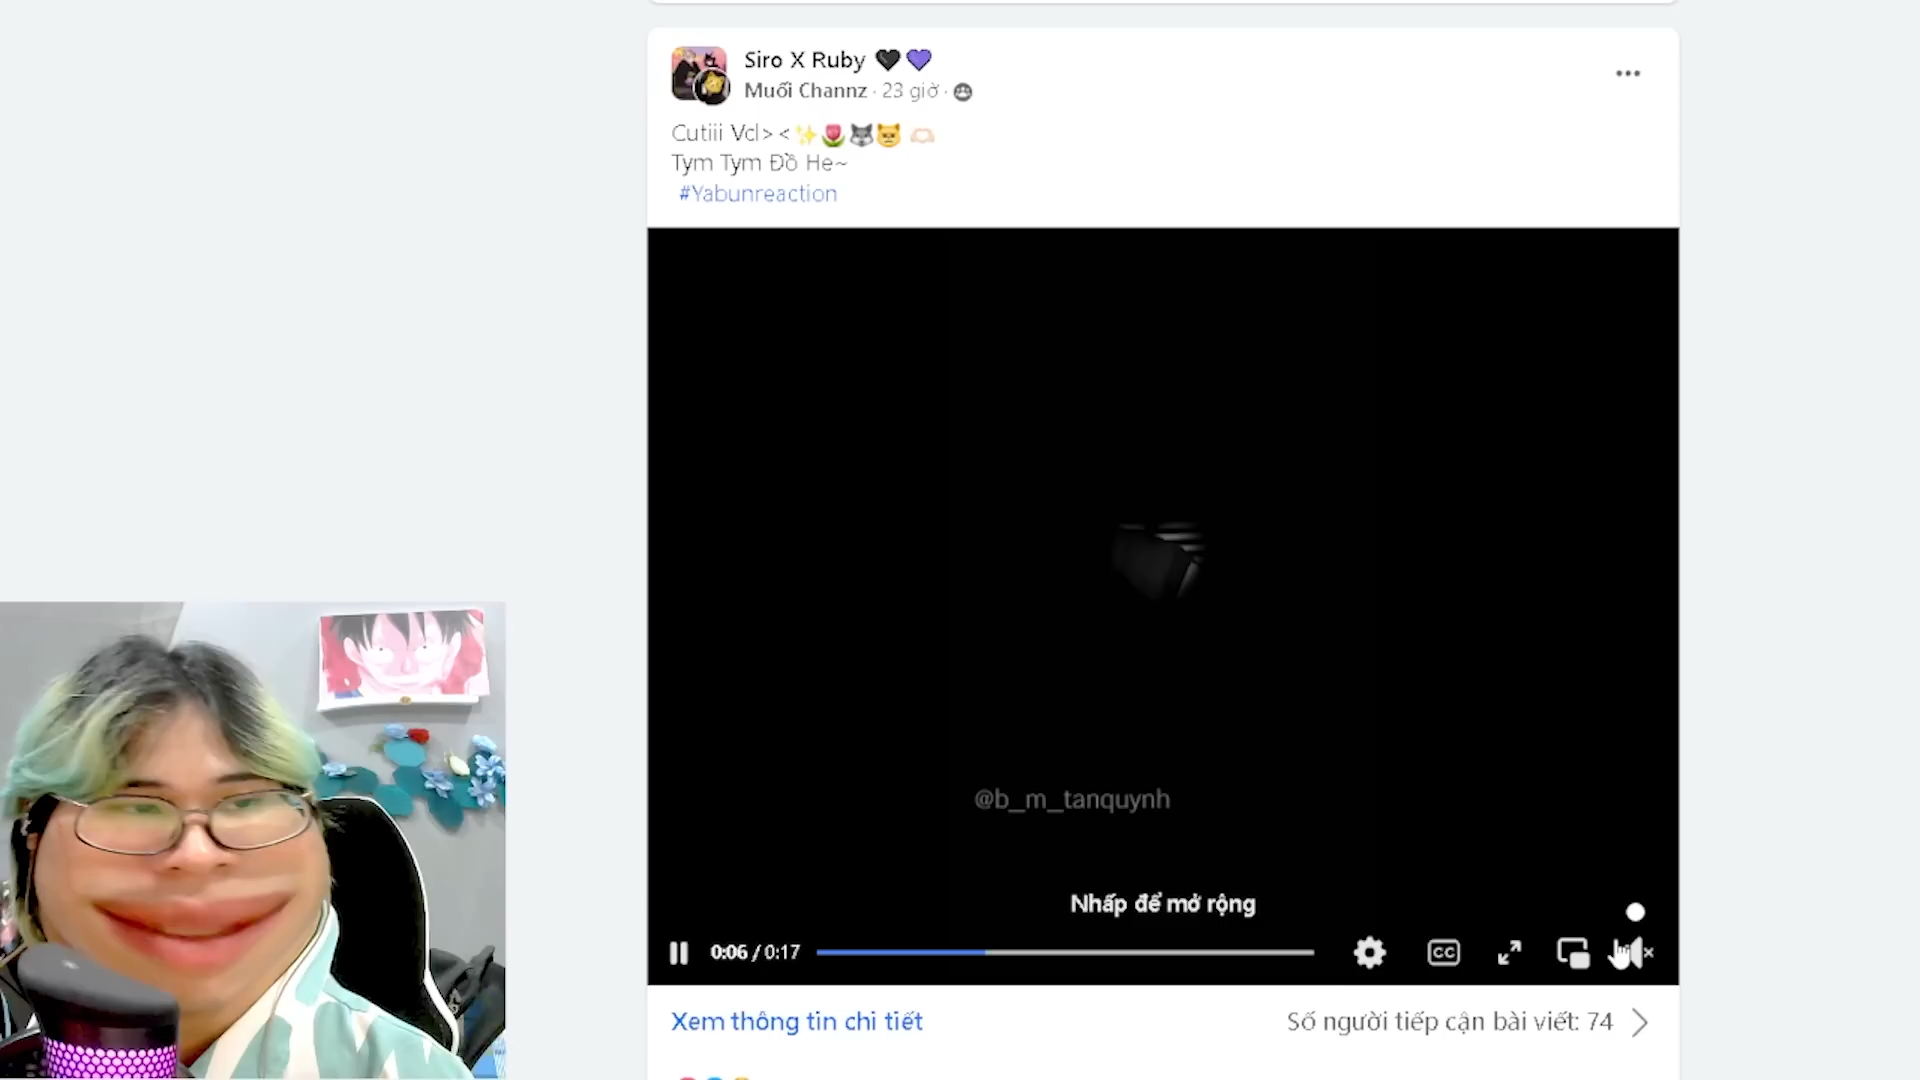 Siro X Ruby 🖤💜
Muối Channz · 23 giờ ·
Cutiii Vcl> <✨🌷🐺😾 🫶🏻
Tym Tym Đồ He~
#Yabunreaction
@b_m_tanquynh
Nhấp để mở rộng
0:06 / 0:17
CC
Xem thông tin chi tiết
Số người tiếp cận bài viết: 74